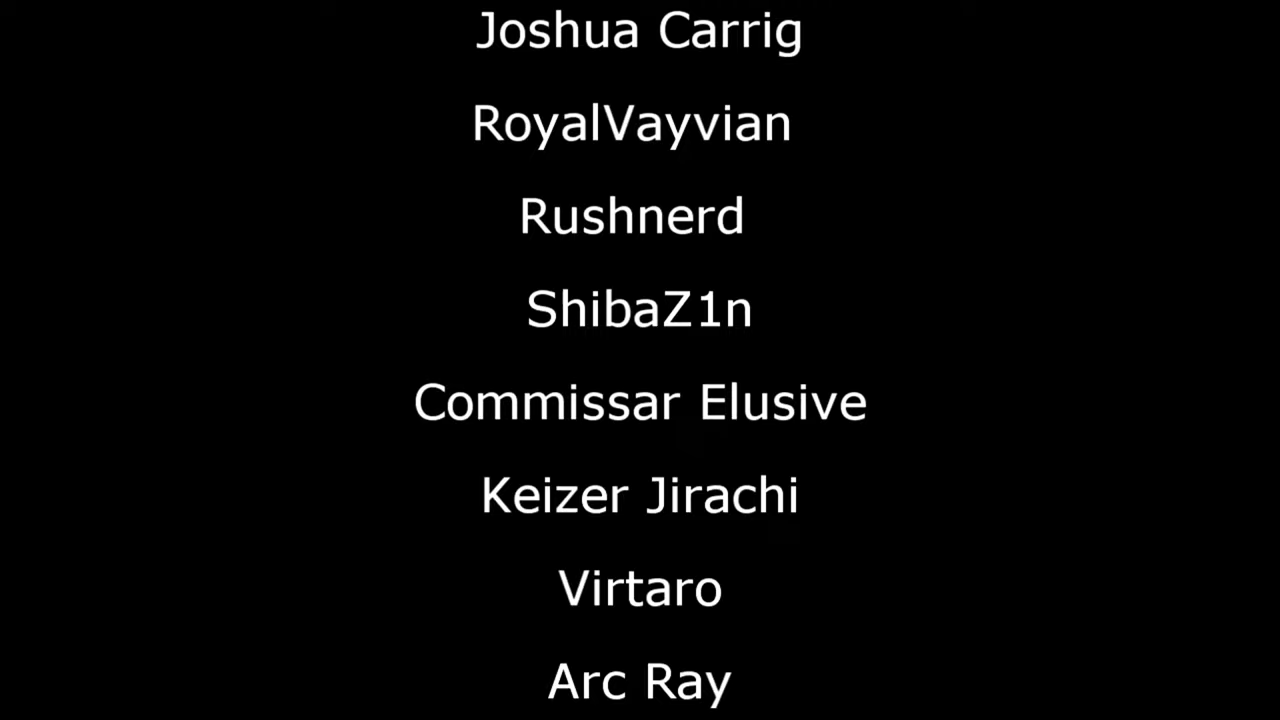 Joshua Carrig
RoyalVayvian
Rushnerd
ShibaZ1n
Commissar Elusive
Keizer Jirachi
Virtaro
Arc Ray